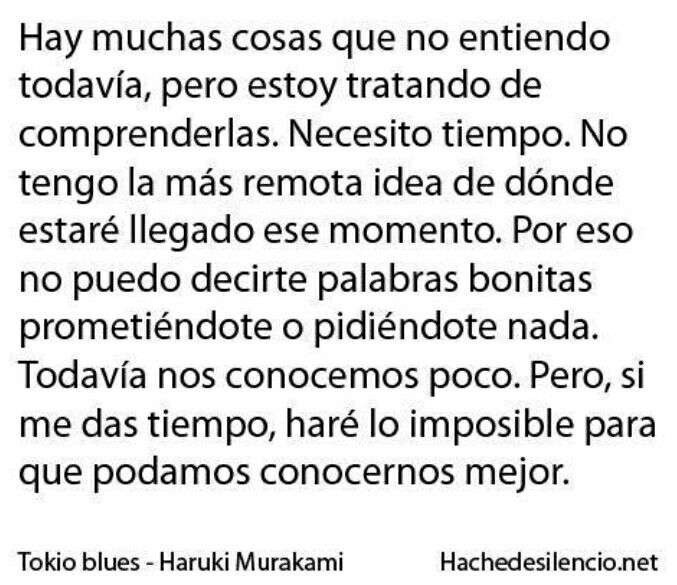 Hay muchas cosas que no entiendo
todavía, pero estoy tratando de
comprenderlas. Necesito tiempo. No
tengo la más remota idea de dónde
estaré llegado ese momento. Por eso
no puedo decirte palabras bonitas
prometiéndote o pidiéndote nada.
Todavía nos conocemos poco. Pero, si
me das tiempo, haré lo imposible para
que podamos conocernos mejor.
Tokio blues - Haruki Murakami Hachedesilencio.net